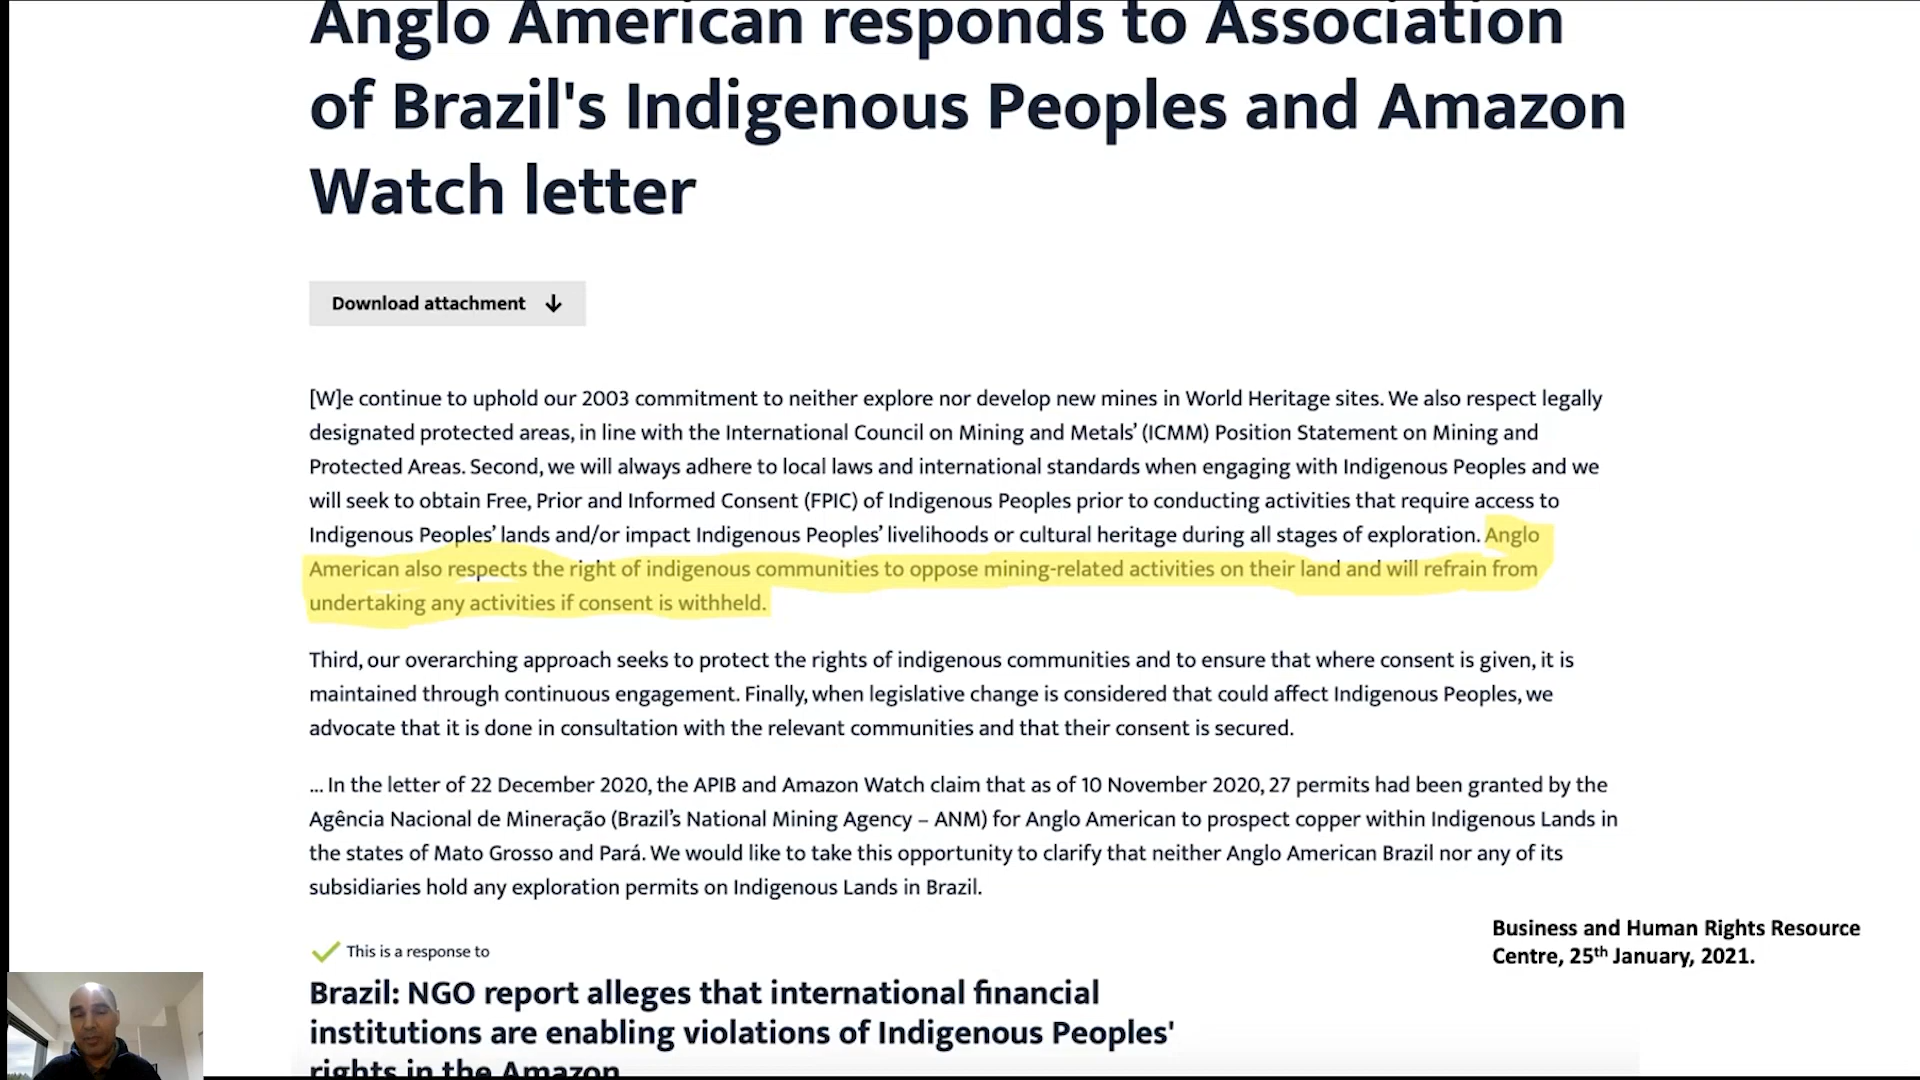 Anglo American responds to Association
of Brazil's Indigenous Peoples and Amazon
Watch letter
Download attachment ↓
[W]e continue to uphold our 2003 commitment to neither explore nor develop new mines in World Heritage sites. We also respect legally
designated protected areas, in line with the International Council on Mining and Metals’ (ICMM) Position Statement on Mining and
Protected Areas. Second, we will always adhere to local laws and international standards when engaging with Indigenous Peoples and we
will seek to obtain Free, Prior and Informed Consent (FPIC) of Indigenous Peoples prior to conducting activities that require access to
Indigenous Peoples’ lands and/or impact Indigenous Peoples’ livelihoods or cultural heritage during all stages of exploration. Anglo
American also respects the right of indigenous communities to oppose mining-related activities on their land and will refrain from
undertaking any activities if consent is withheld.
Third, our overarching approach seeks to protect the rights of indigenous communities and to ensure that where consent is given, it is
maintained through continuous engagement. Finally, when legislative change is considered that could affect Indigenous Peoples, we
advocate that it is done in consultation with the relevant communities and that their consent is secured.
... In the letter of 22 December 2020, the APIB and Amazon Watch claim that as of 10 November 2020, 27 permits had been granted by the
Agência Nacional de Mineração (Brazil’s National Mining Agency – ANM) for Anglo American to prospect copper within Indigenous Lands in
the states of Mato Grosso and Pará. We would like to take this opportunity to clarify that neither Anglo American Brazil nor any of its
subsidiaries hold any exploration permits on Indigenous Lands in Brazil.
Business and Human Rights Resource
Centre, 25th January, 2021.
This is a response to
Brazil: NGO report alleges that international financial
institutions are enabling violations of Indigenous Peoples'
rights in the Amazon